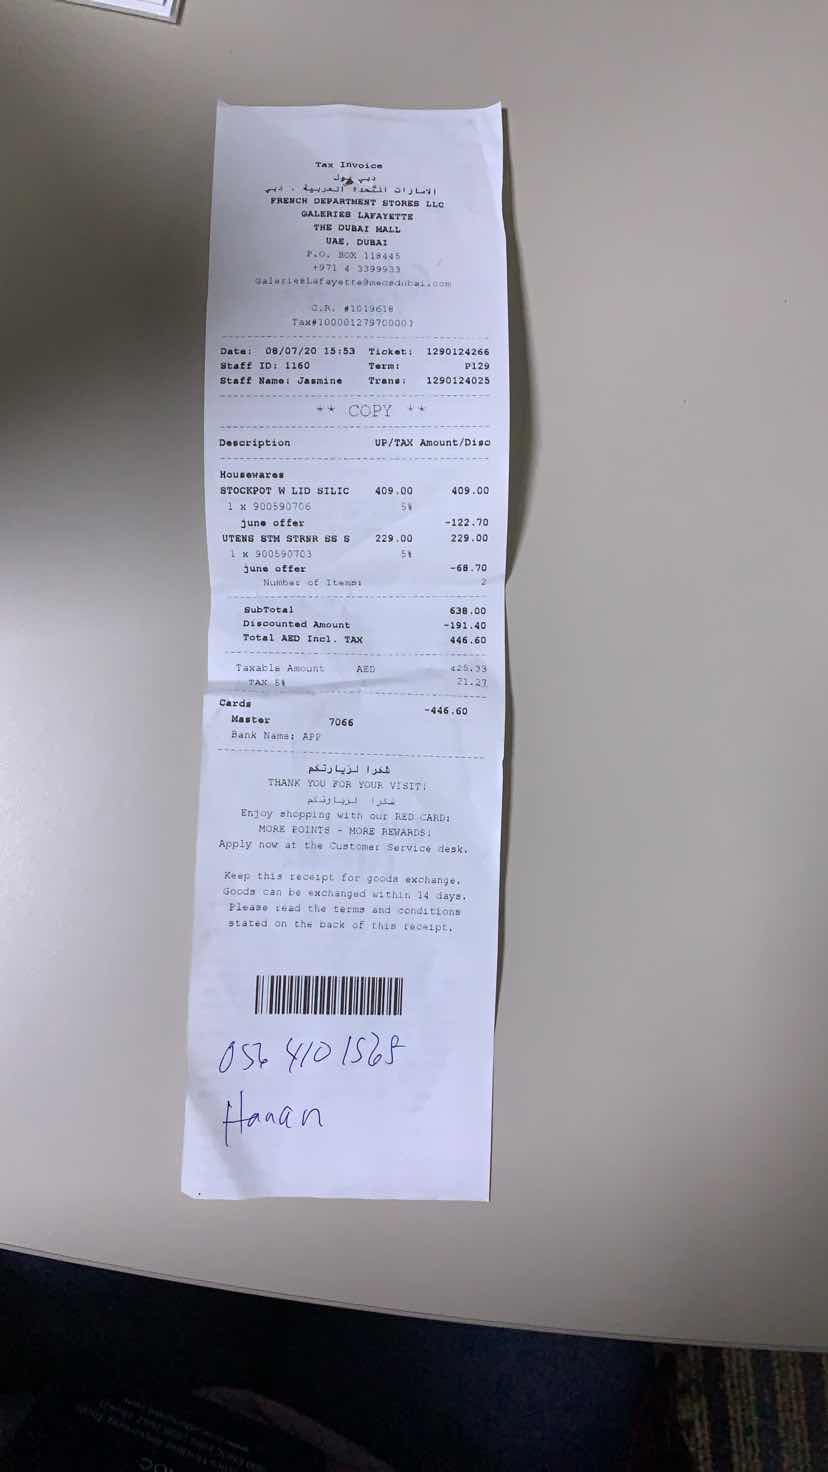 Tax Invoice
دبي مول
الامارات المتحدة العربية . دبي
FRENCH DEPARTMENT STORES LLC
GALERIES LAFAYETTE
THE DUBAI MALL
UAE, DUBAI
P.O. BOX 118445
+971 4 3399933
GaleriesLafayette@mecsdubai.com
C.R. #1019618
Tax#100001279700003
Date: 08/07/20 15:53 Ticket: 1290124266
Staff ID: 1160 Term: P129
Staff Name: Jasmine Trans: 1290124025
** COPY **
Description UP/TAX Amount/Disc
Housewares
STOCKPOT W LID SILIC 409.00 409.00
1 x 900590706 5%
june offer -122.70
UTENS STM STRNR SS S 229.00 229.00
1 x 900590703 5%
june offer -68.70
Number of Items: 2
SubTotal 638.00
Discounted Amount -191.40
Total AED Incl. TAX 446.60
Taxable Amount AED 425.33
TAX 5% 21.27
Cards -446.60
Master 7066
Bank Name: APP
شكرا لزيارتكم
THANK YOU FOR YOUR VISIT!
شكرا لزيارتكم
Enjoy shopping with our RED CARD:
MORE POINTS - MORE REWARDS!
Apply now at the Customer Service desk.
Keep this receipt for goods exchange.
Goods can be exchanged within 14 days.
Please read the terms and conditions
stated on the back of this receipt.
056 410 1568
Hanan